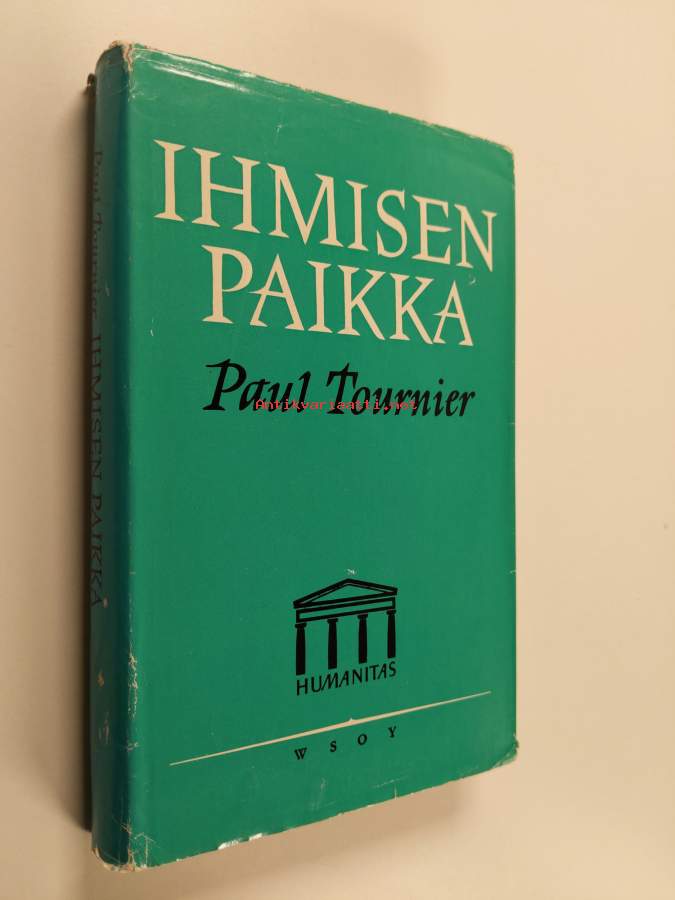 IHMISEN
PAIKKA
Paul Tournier
Antikvariaatti.net
HUMANITAS
WSOY
Paul Tournier IHMISEN PAIKKA